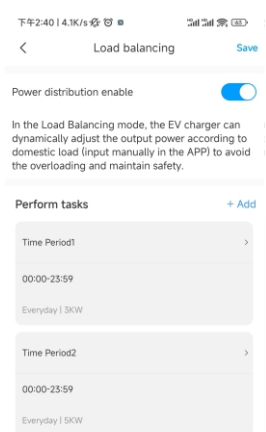 下午2:40 | 4.1K/s
63
Load balancing
Save
Power distribution enable
In the Load Balancing mode, the EV charger can
dynamically adjust the output power according to
domestic load (input manually in the APP) to avoid
the overloading and maintain safety.
Perform tasks
+ Add
Time Period1
00:00-23:59
Everyday | 3KW
Time Period2
00:00-23:59
Everyday | 5KW